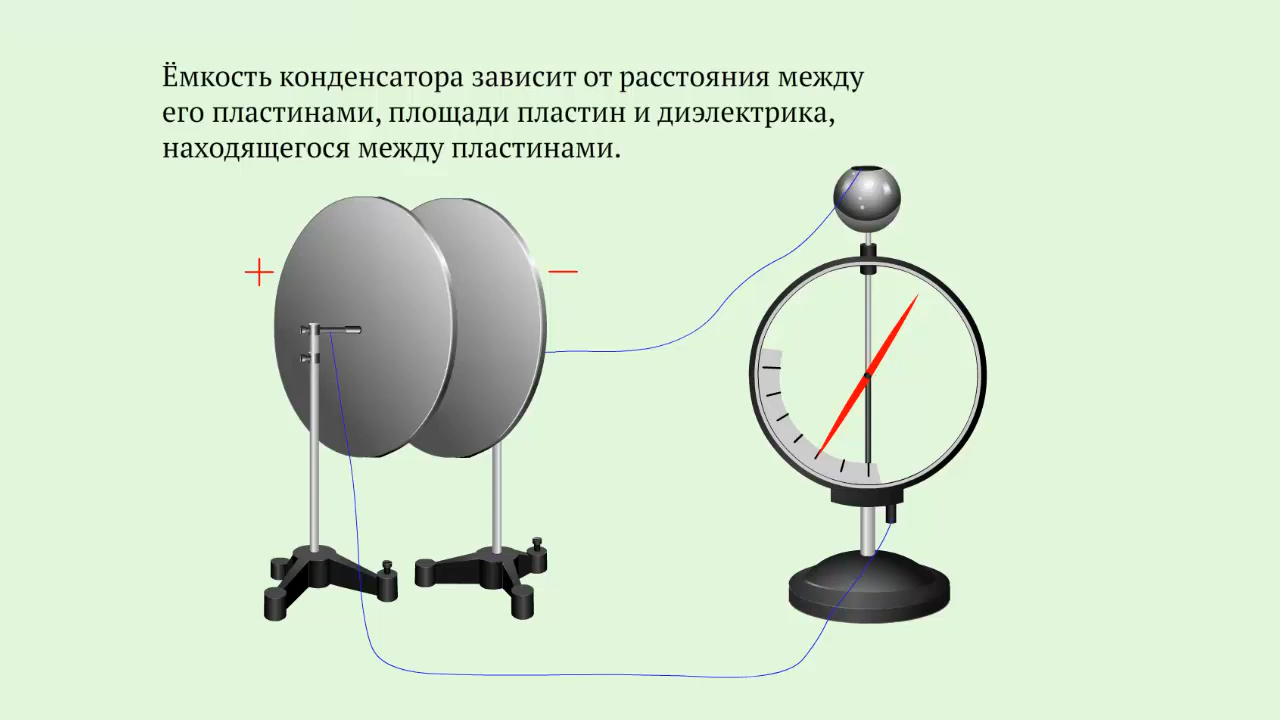 Ёмкость конденсатора зависит от расстояния между
его пластинами, площади пластин и диэлектрика,
находящегося между пластинами.
+ −